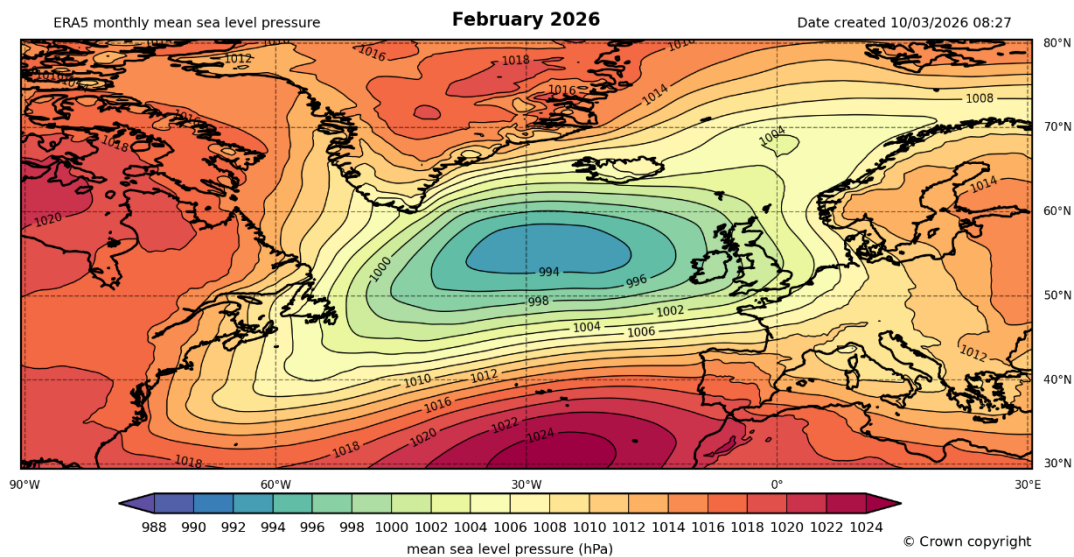 ERA5 monthly mean sea level pressure
February 2026
Date created 10/03/2026 08:27
1016
1018
1012
1016
1018
1016
1014
1008
80°N
1016
1018
1018
1004
70°N
1020
1014
60°N
1000
994
996
998
1002
50°N
1004
1006
1012
1010
1012
40°N
1016
1022
1020
1024
1018
1018
30°N
90°W
60°W
30°W
0°
30°E
988 990 992 994 996 998 1000 1002 1004 1006 1008 1010 1012 1014 1016 1018 1020 1022 1024
mean sea level pressure (hPa)
© Crown copyright